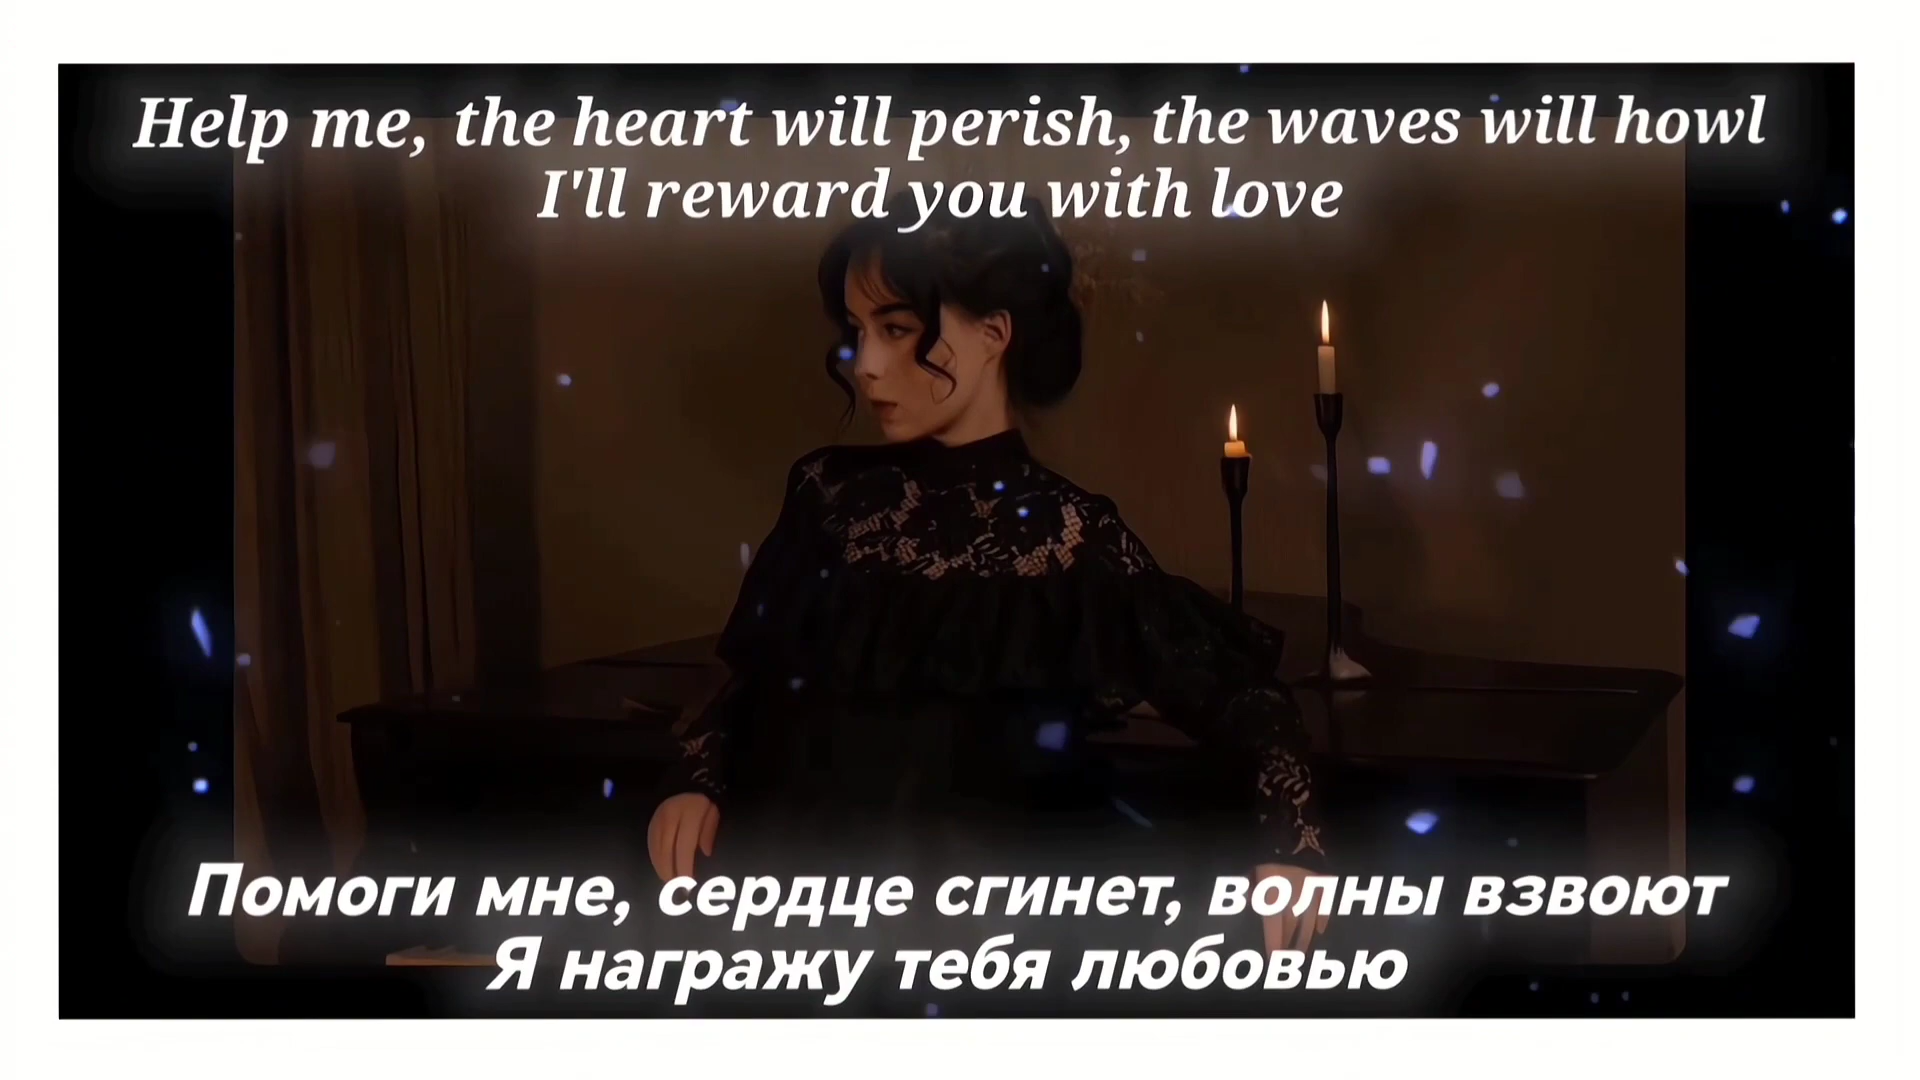 Help me, the heart will perish, the waves will howl
I'll reward you with love
Помоги мне, сердце сгинет, волны взвоют
Я награжу тебя любовью